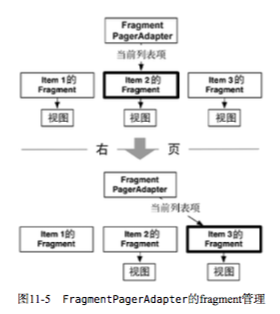 Fragment
PagerAdapter
当前列表项
Item 1的
Fragment
Item 2的
Fragment
Item 3的
Fragment
视图
视图
视图
右 页
Fragment
PagerAdapter
当前列表项
Item 1的
Fragment
Item 2的
Fragment
Item 3的
Fragment
视图
视图
图11-5 FragmentPagerAdapter的fragment管理